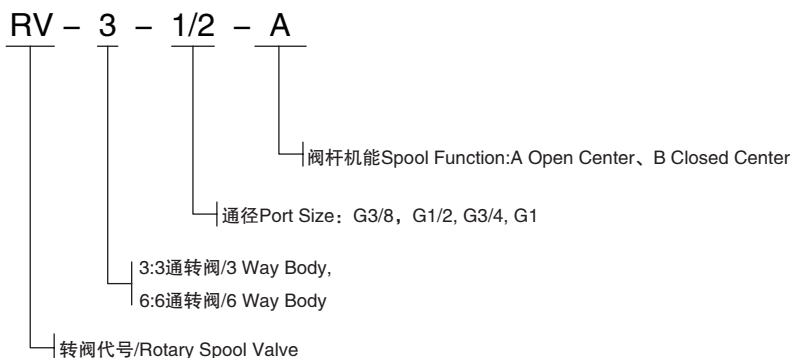 RV – 3 – 1/2 – A
阀杆机能Spool Function:A Open Center、B Closed Center
通径Port Size：G3/8，G1/2, G3/4, G1
3:3通转阀/3 Way Body,
6:6通转阀/6 Way Body
转阀代号/Rotary Spool Valve